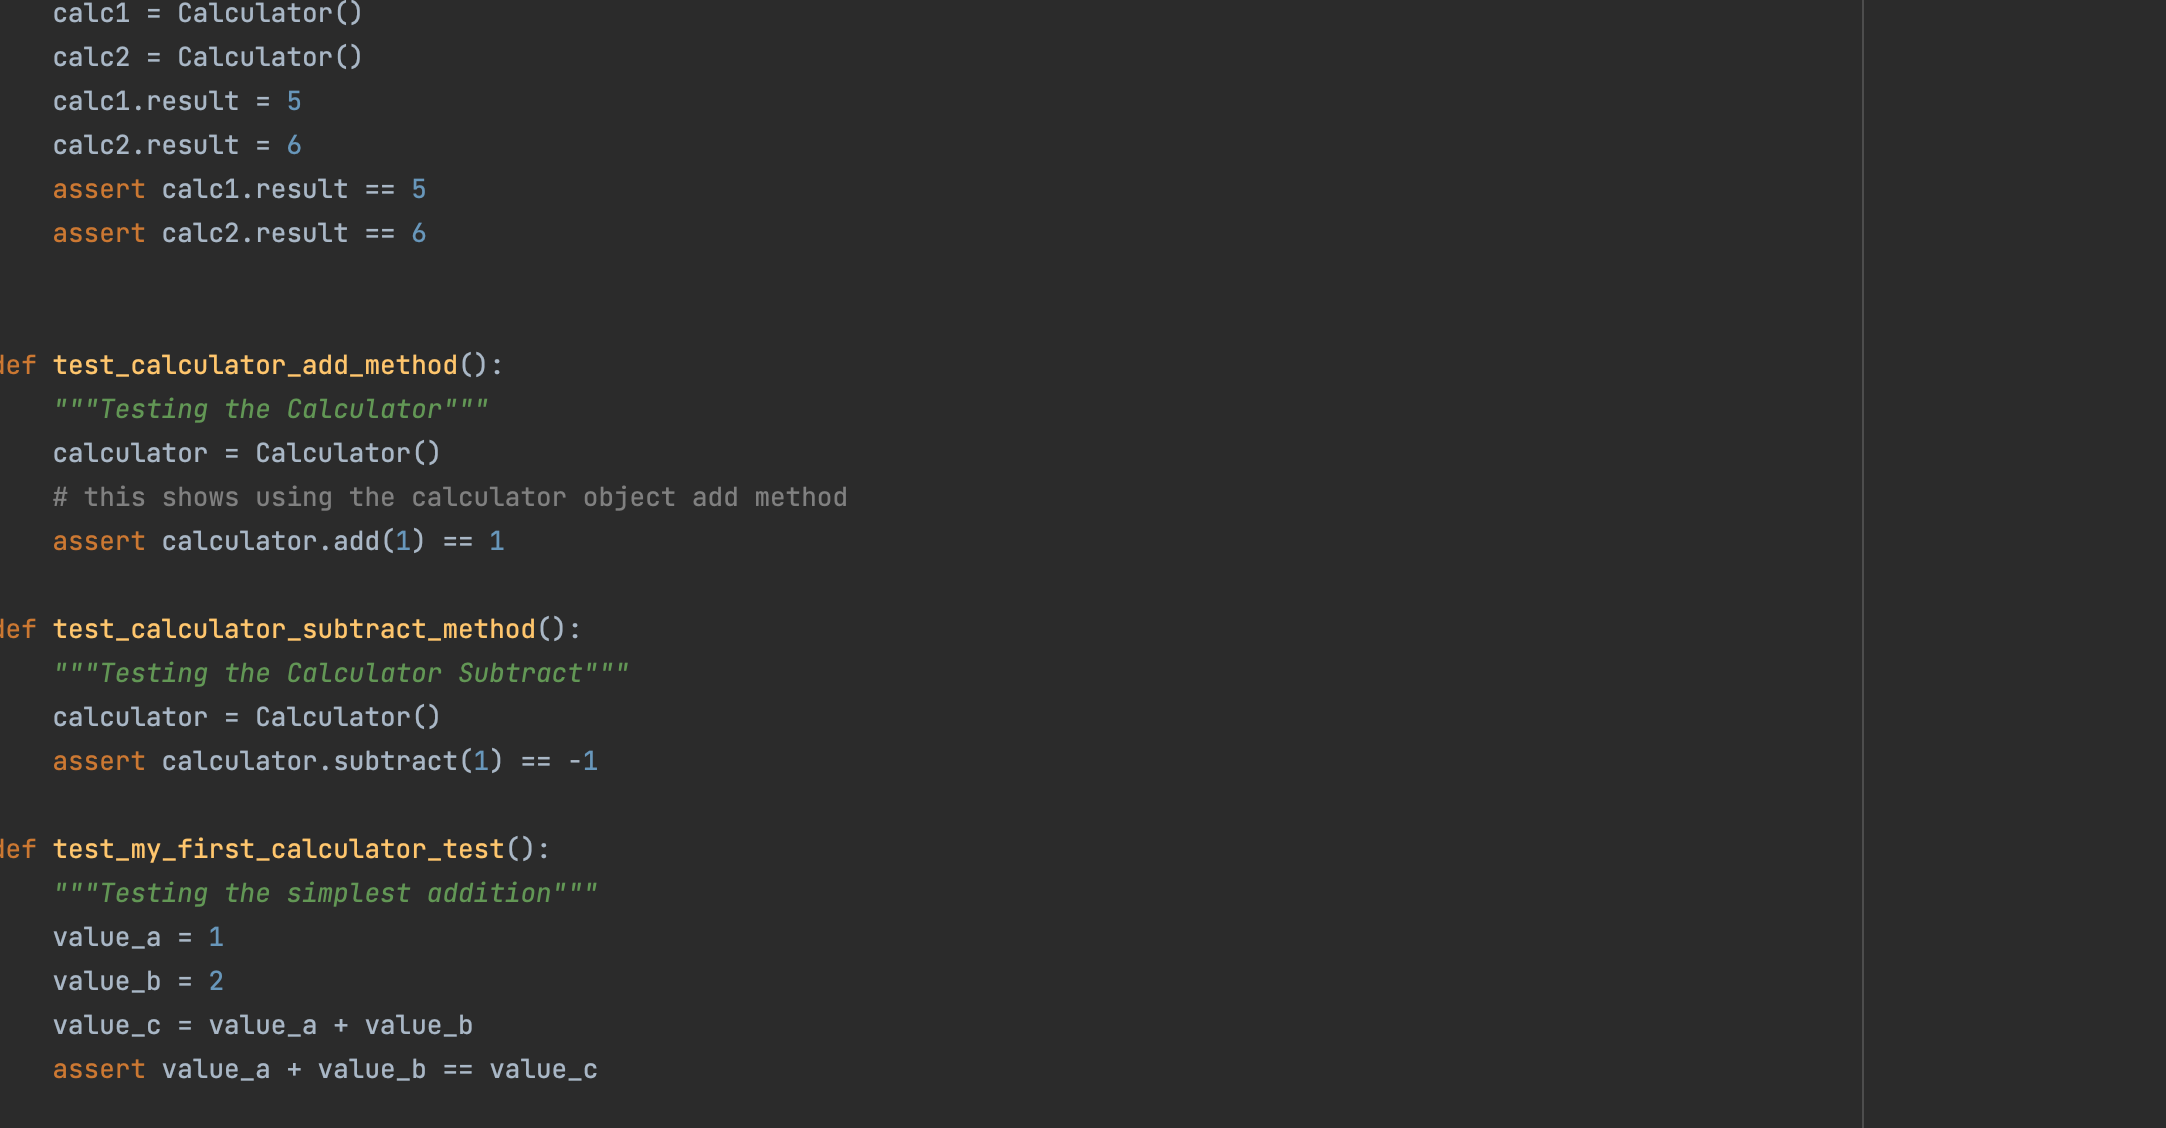 calc1 = Calculator()
calc2 = Calculator()
calc1.result = 5
calc2.result = 6
assert calc1.result == 5
assert calc2.result == 6
def test_calculator_add_method():
"""Testing the Calculator"""
calculator = Calculator()
# this shows using the calculator object add method
assert calculator.add(1) == 1
def test_calculator_subtract_method():
"""Testing the Calculator Subtract"""
calculator = Calculator()
assert calculator.subtract(1) == -1
def test_my_first_calculator_test():
"""Testing the simplest addition"""
value_a = 1
value_b = 2
value_c = value_a + value_b
assert value_a + value_b == value_c